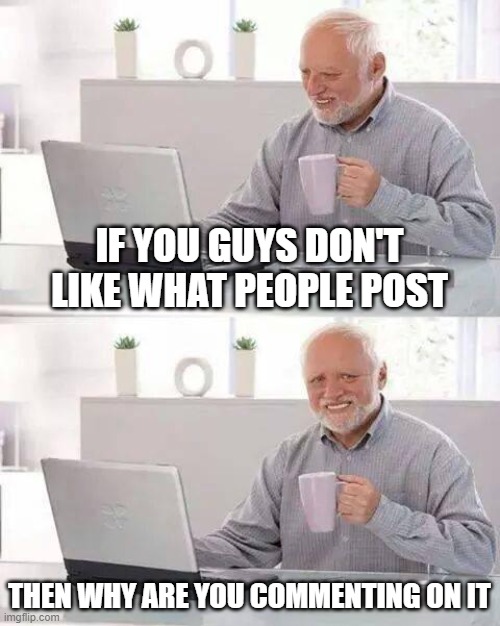 IF YOU GUYS DON'T
LIKE WHAT PEOPLE POST
THEN WHY ARE YOU COMMENTING ON IT
imgflip.com